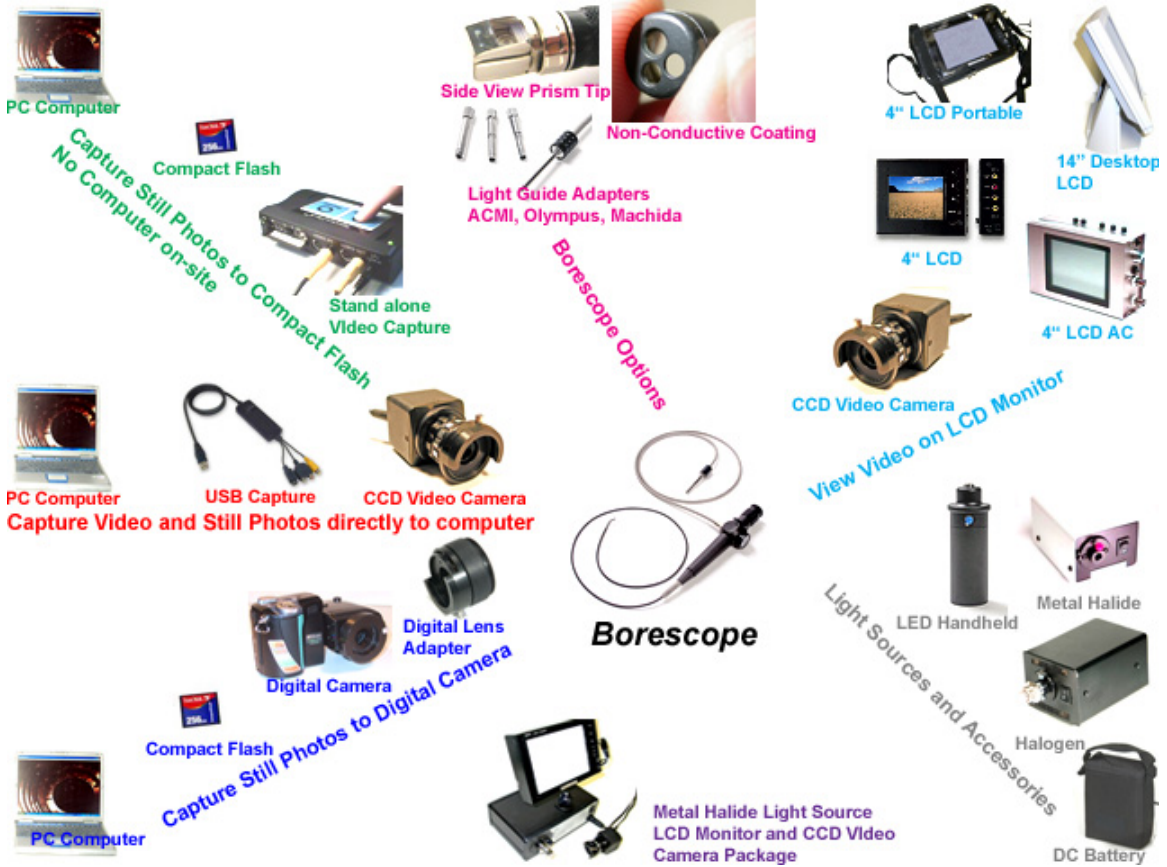 PC Computer
Compact Flash
256MB
Capture Still Photos to Compact Flash
No Computer on-site
Stand alone
VIdeo Capture
Side View Prism Tip
Non-Conductive Coating
Light Guide Adapters
ACMI, Olympus, Machida
Borescope Options
4“ LCD Portable
14” Desktop
LCD
4“ LCD
4“ LCD AC
CCD Video Camera
View Video on LCD Monitor
PC Computer
USB Capture
CCD Video Camera
Capture Video and Still Photos directly to computer
Borescope
LED Handheld
Metal Halide
Halogen
DC Battery
Light Sources and Accessories
Digital Lens
Adapter
Digital Camera
Compact Flash
Capture Still Photos to Digital Camera
PC Computer
Metal Halide Light Source
LCD Monitor and CCD VIdeo
Camera Package